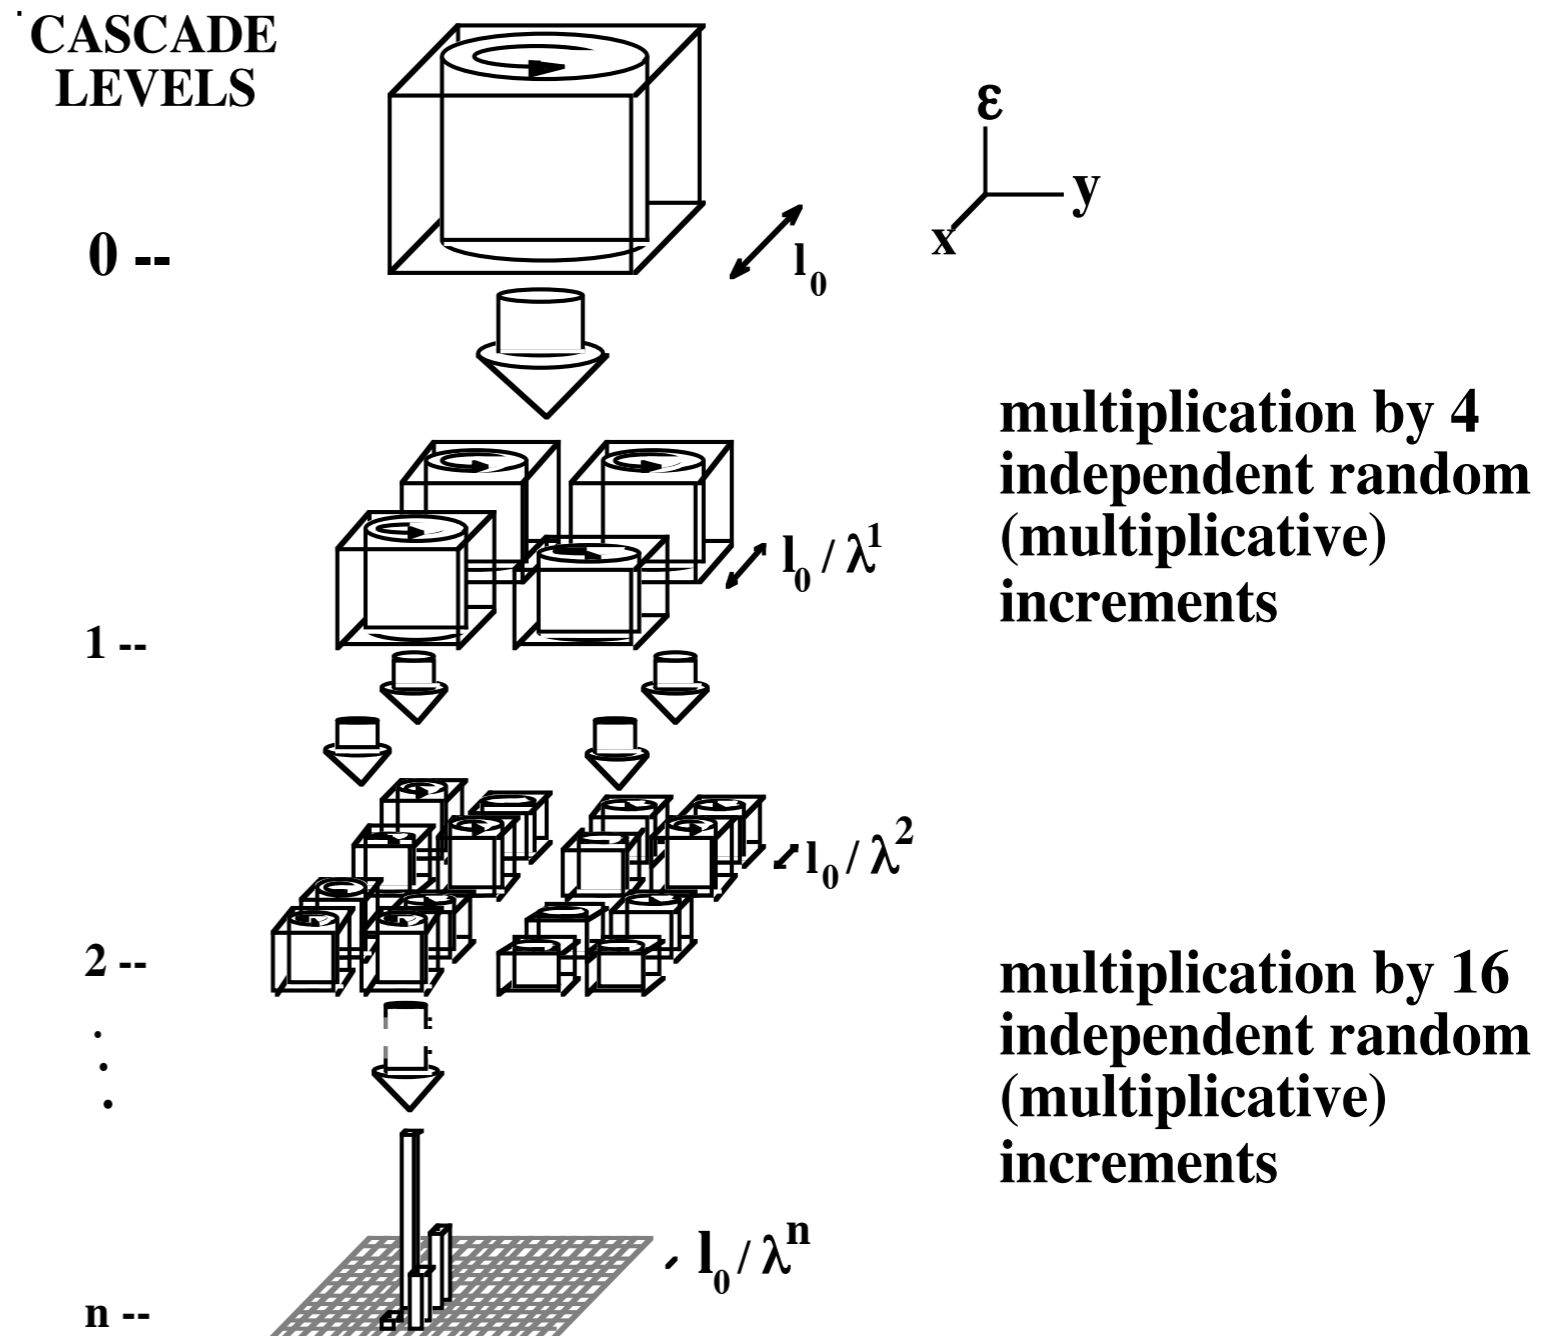 CASCADE
LEVELS
ε
y
x
0 --
l₀
multiplication by 4
independent random
(multiplicative)
increments
l₀ / λ¹
1 --
l₀ / λ²
2 --
.
.
.
multiplication by 16
independent random
(multiplicative)
increments
l₀ / λⁿ
n --